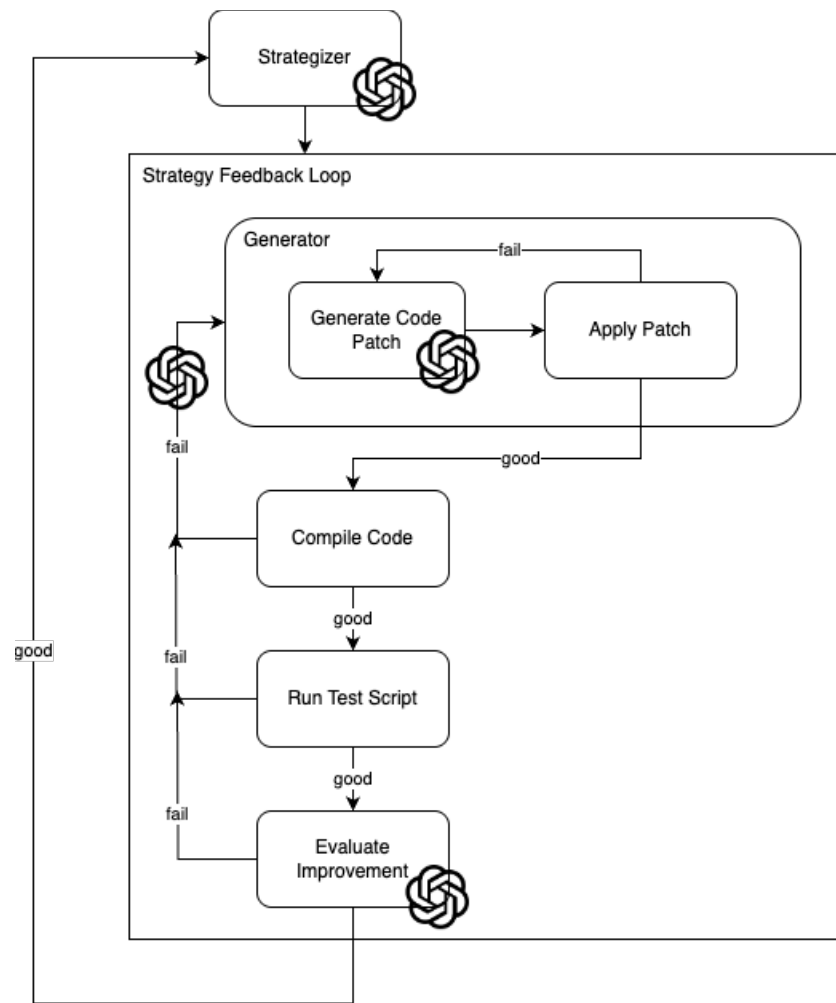 Strategizer
Strategy Feedback Loop
Generator
fail
Generate Code
Patch
Apply Patch
fail
good
Compile Code
good
good
fail
Run Test Script
good
fail
Evaluate
Improvement